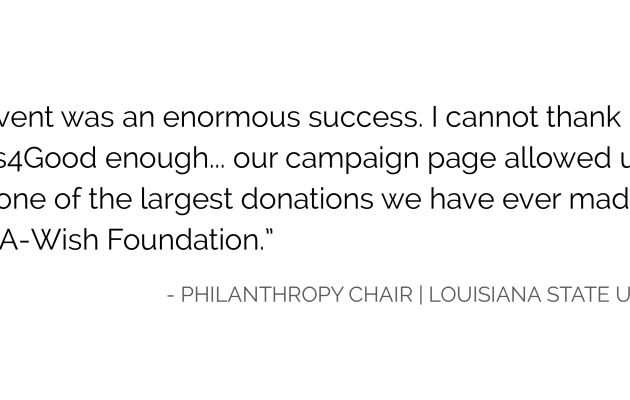 vent was an enormous success. I cannot thank
s4Good enough... our campaign page allowed u
one of the largest donations we have ever mad
A-Wish Foundation.”
- PHILANTHROPY CHAIR | LOUISIANA STATE U